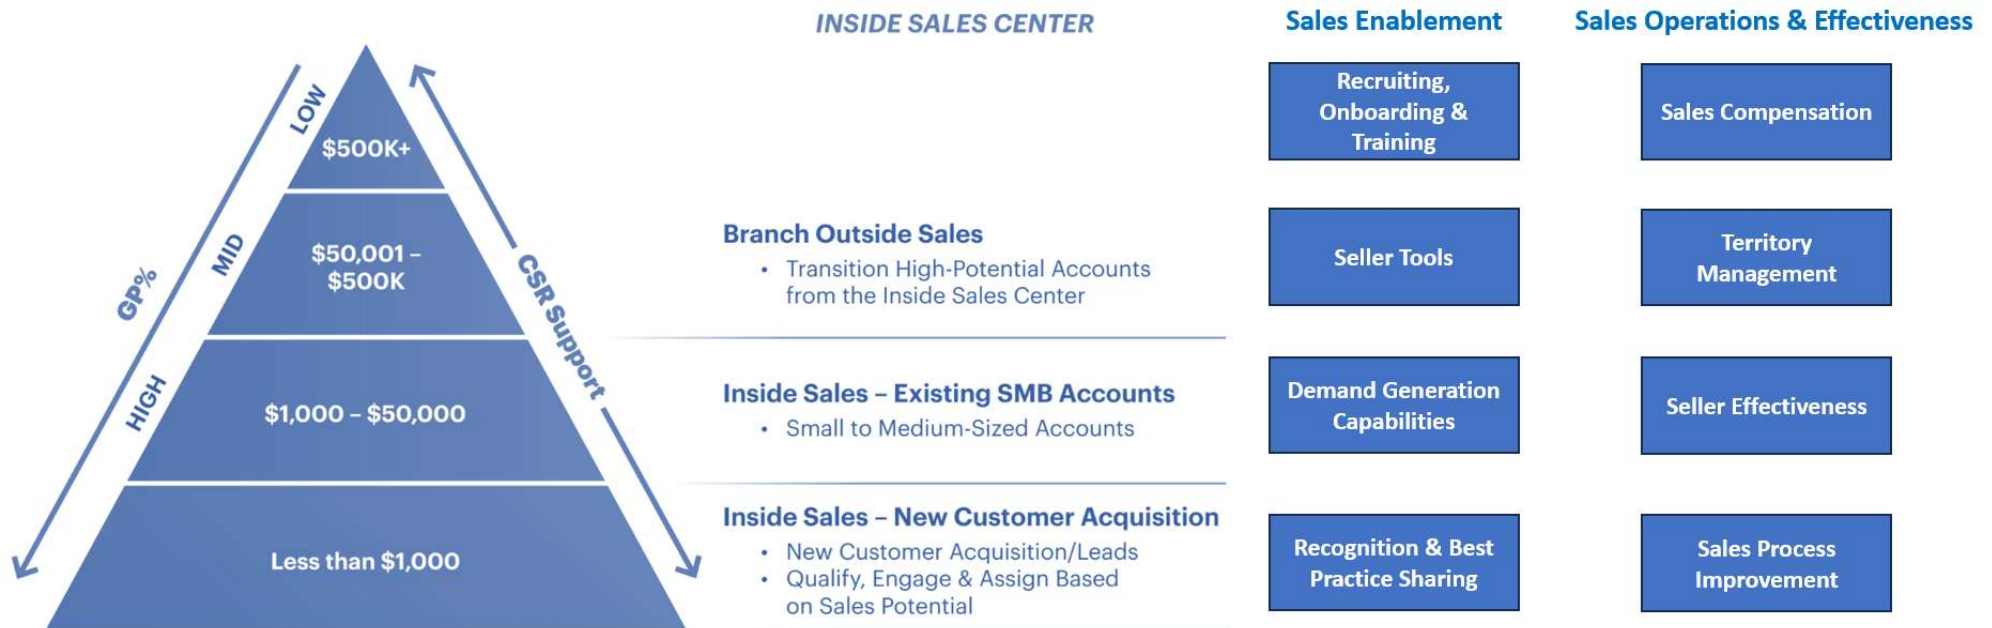 INSIDE SALES CENTER
Sales Enablement
Sales Operations & Effectiveness
GP%
LOW
MID
HIGH
$500K+
$50,001 –
$500K
$1,000 – $50,000
Less than $1,000
CSR Support
Branch Outside Sales
• Transition High-Potential Accounts
from the Inside Sales Center
Inside Sales – Existing SMB Accounts
• Small to Medium-Sized Accounts
Inside Sales – New Customer Acquisition
• New Customer Acquisition/Leads
• Qualify, Engage & Assign Based
on Sales Potential
Recruiting,
Onboarding &
Training
Seller Tools
Demand Generation
Capabilities
Recognition & Best
Practice Sharing
Sales Compensation
Territory
Management
Seller Effectiveness
Sales Process
Improvement